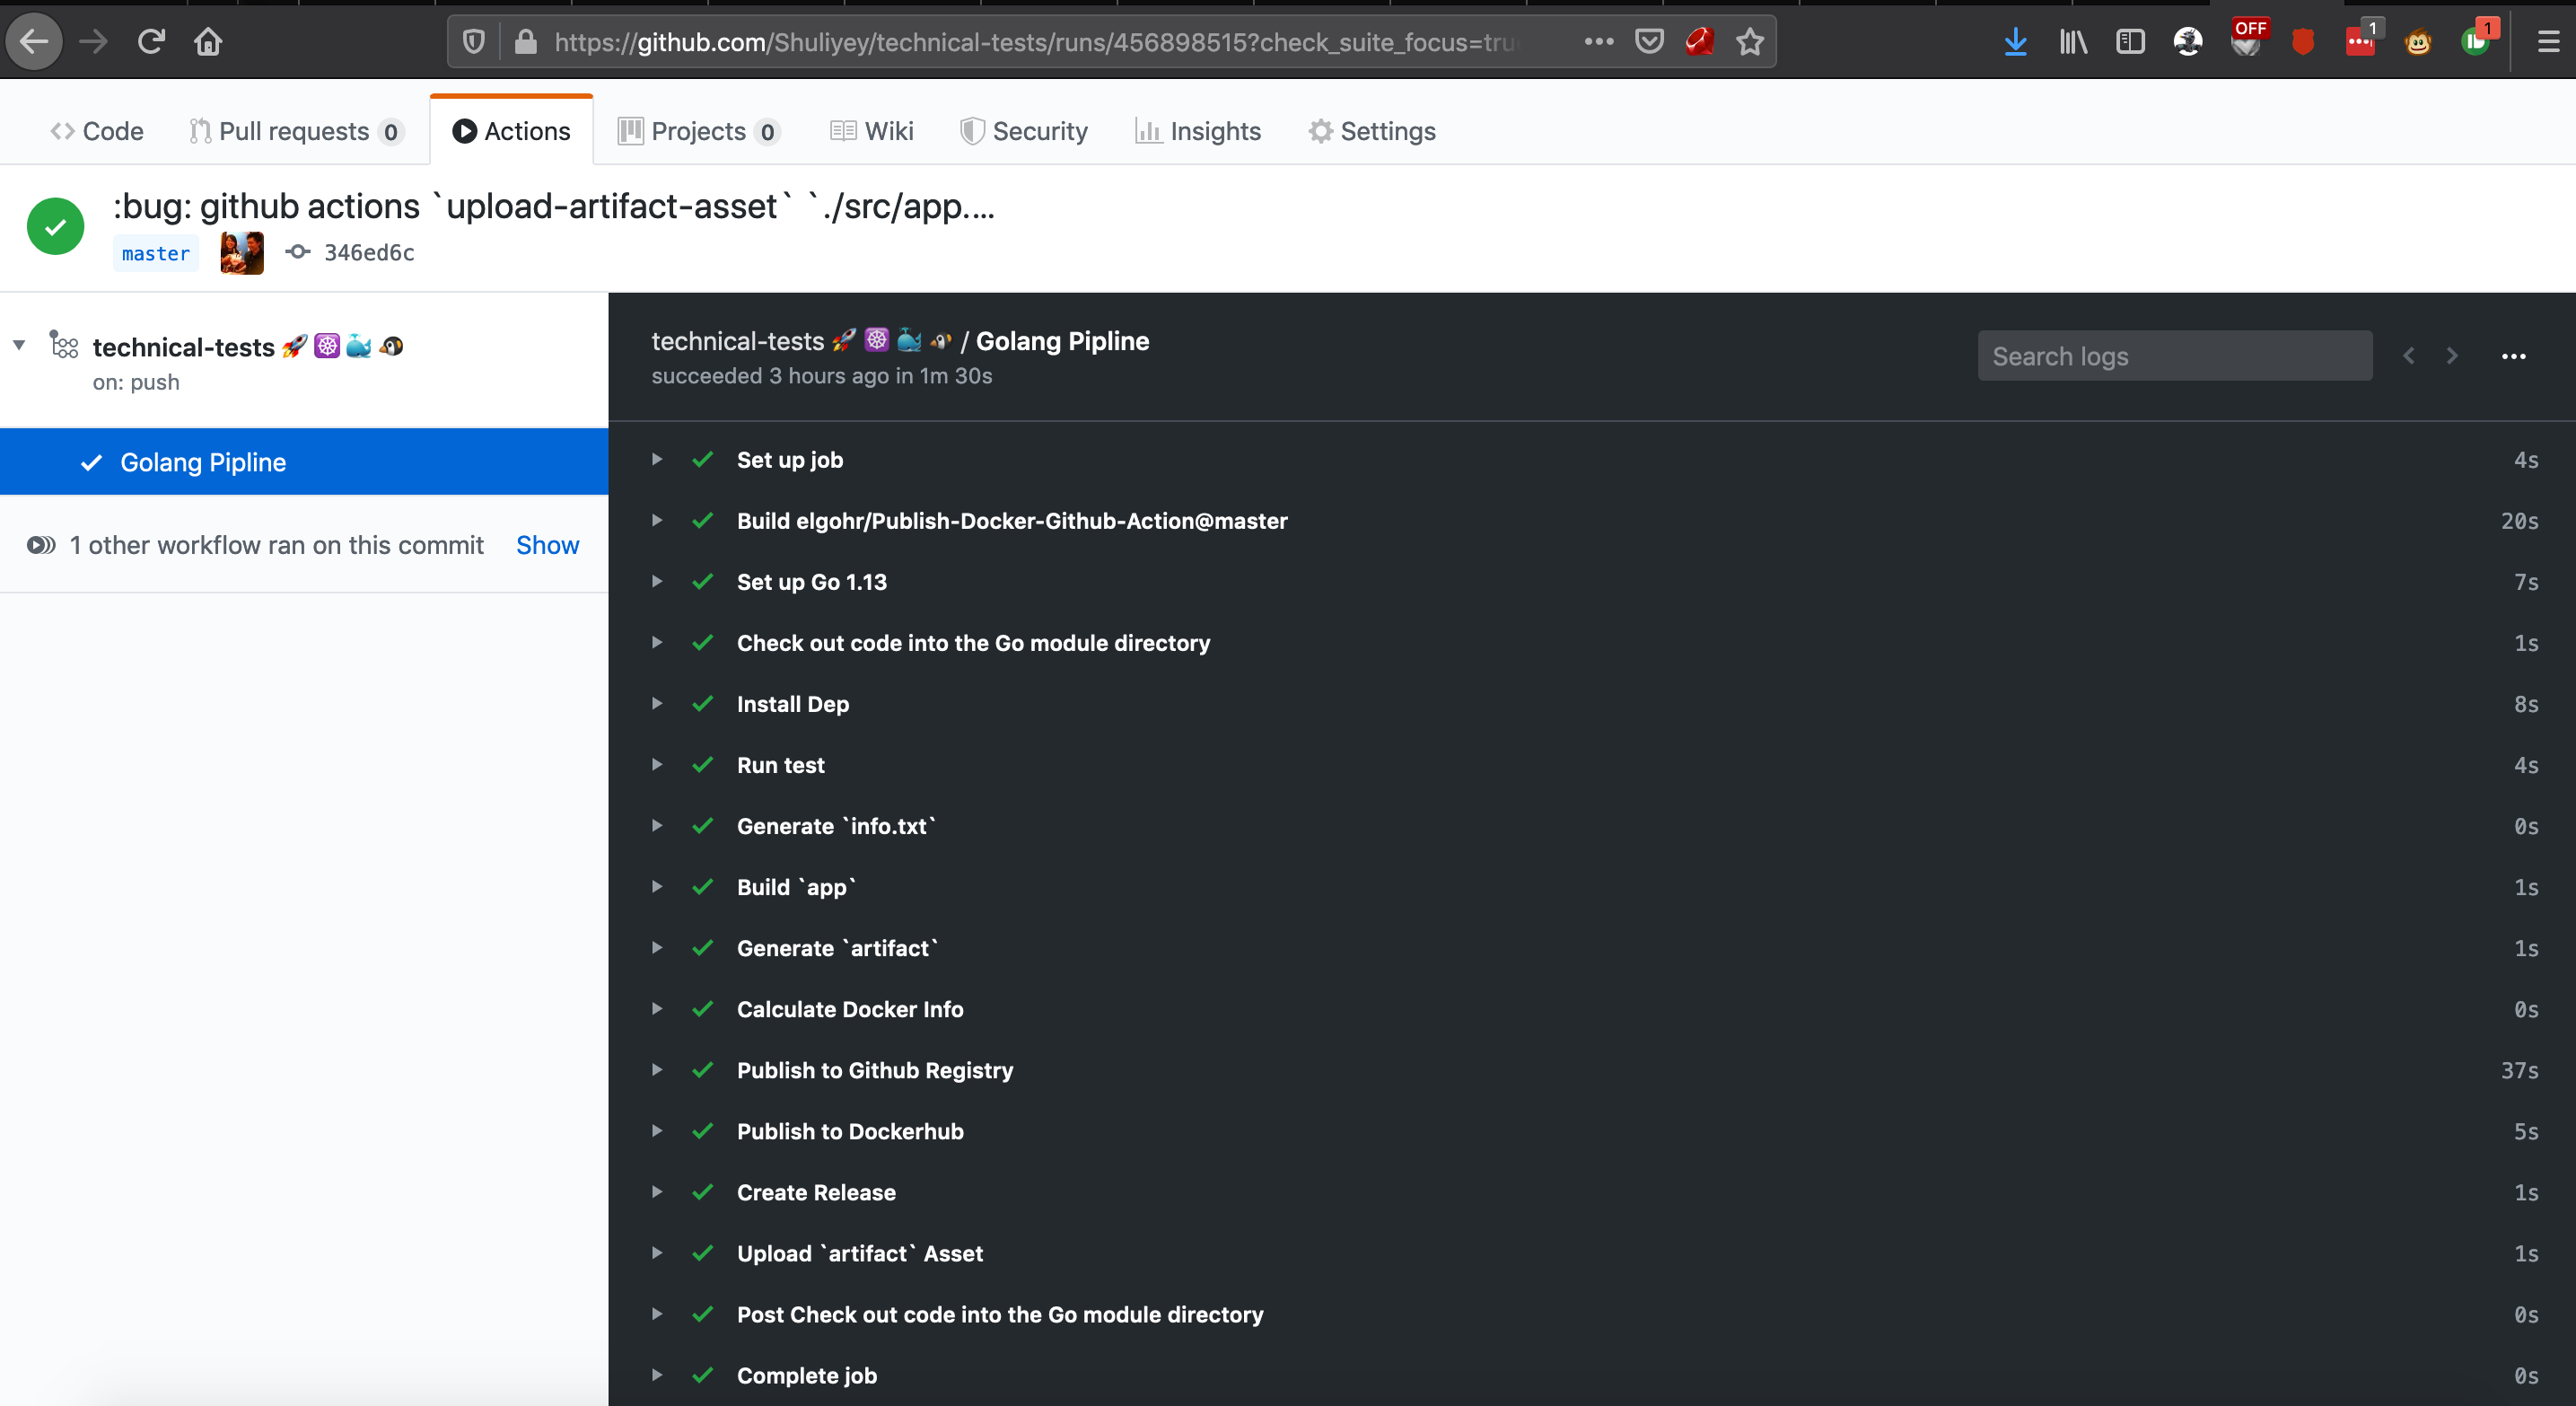 https://github.com/Shuliyey/technical-tests/runs/456898515?check_suite_focus=tru
OFF
1
1
Code
Pull requests 0
Actions
Projects 0
Wiki
Security
Insights
Settings
:bug: github actions `upload-artifact-asset` `./src/app.…
master
346ed6c
technical-tests 🚀☸️🐳🐧
on: push
Golang Pipline
1 other workflow ran on this commit Show
technical-tests 🚀☸️🐳🐧 / Golang Pipline
succeeded 3 hours ago in 1m 30s
Search logs
Set up job 4s
Build elgohr/Publish-Docker-Github-Action@master 20s
Set up Go 1.13 7s
Check out code into the Go module directory 1s
Install Dep 8s
Run test 4s
Generate `info.txt` 0s
Build `app` 1s
Generate `artifact` 1s
Calculate Docker Info 0s
Publish to Github Registry 37s
Publish to Dockerhub 5s
Create Release 1s
Upload `artifact` Asset 1s
Post Check out code into the Go module directory 0s
Complete job 0s